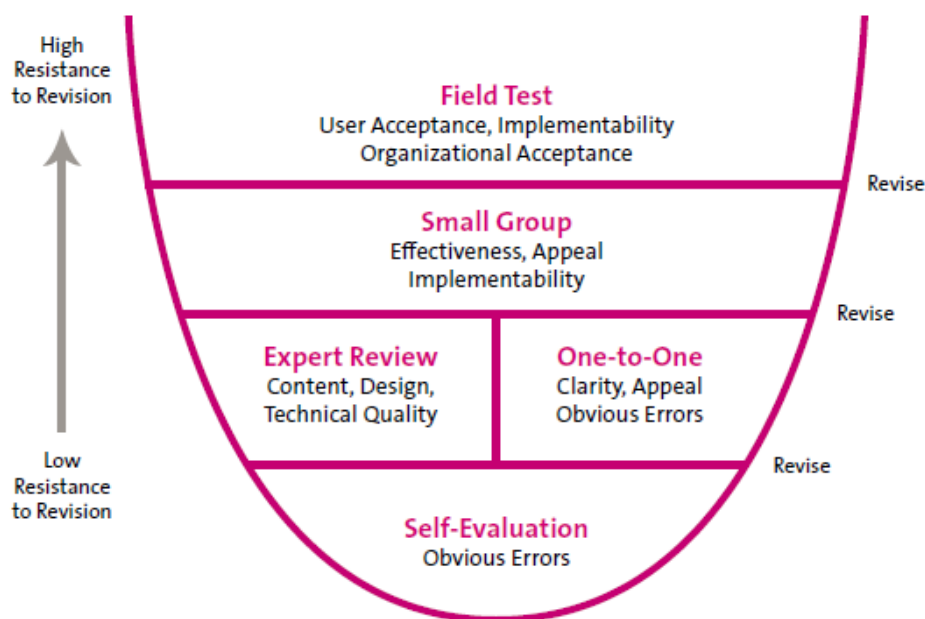 High
Resistance
to Revision
Field Test
User Acceptance, Implementability
Organizational Acceptance
Revise
Small Group
Effectiveness, Appeal
Implementability
Revise
Expert Review
Content, Design,
Technical Quality
One-to-One
Clarity, Appeal
Obvious Errors
Low
Resistance
to Revision
Revise
Self-Evaluation
Obvious Errors